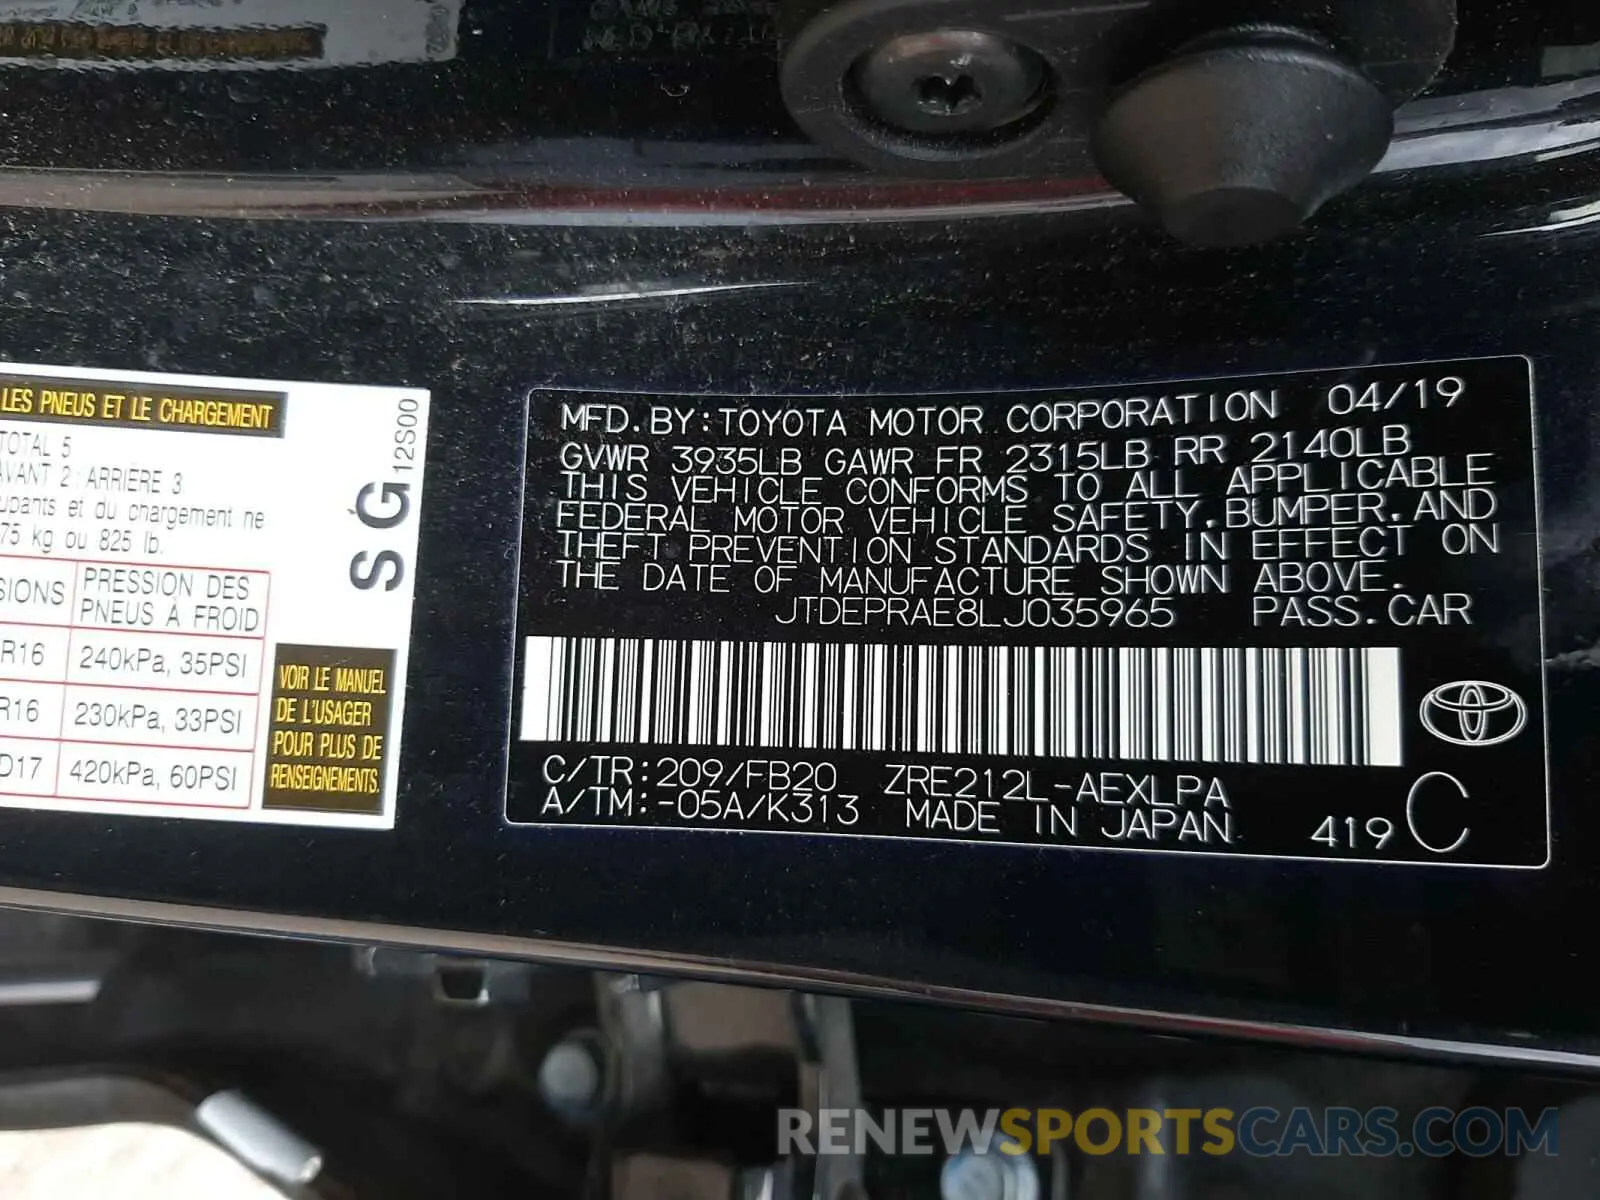 LES PNEUS ET LE CHARGEMENT
TOTAL 5
AVANT 2: ARRIÈRE 3
du chargement ne
75 kg ou 825 lb.
PRESSION DES
PNEUS À FROID
R16 240kPa, 35PSI
R16 230kPa, 33PSI
D17 420kPa, 60PSI
VOIR LE MANUEL
DE L'USAGER
POUR PLUS DE
RENSEIGNEMENTS.
SG 12S00
MFD.BY:TOYOTA MOTOR CORPORATION 04/19
GVWR 3935LB GAWR FR 2315LB RR 2140LB
THIS VEHICLE CONFORMS TO ALL APPLICABLE
FEDERAL MOTOR VEHICLE SAFETY,BUMPER,AND
THEFT PREVENTION STANDARDS IN EFFECT ON
THE DATE OF MANUFACTURE SHOWN ABOVE.
JTDEPRAE8LJ035965 PASS.CAR
C/TR:209/FB20 ZRE212L-AEXLPA
A/TM:-05A/K313 MADE IN JAPAN 419 C
RENEWSPORTSCARS.COM